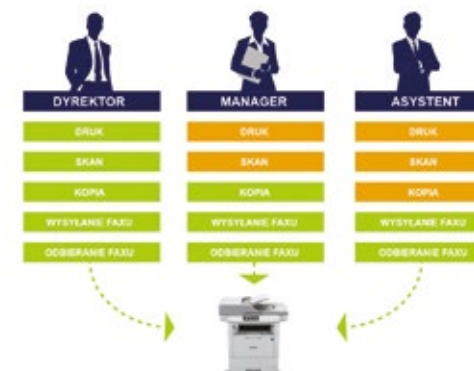 DYREKTOR
DRUK
SKAN
KOPIA
WYSYŁANIE FAXU
ODBIERANIE FAXU
MANAGER
DRUK
SKAN
KOPIA
WYSYŁANIE FAXU
ODBIERANIE FAXU
ASYSTENT
DRUK
SKAN
KOPIA
WYSYŁANIE FAXU
ODBIERANIE FAXU